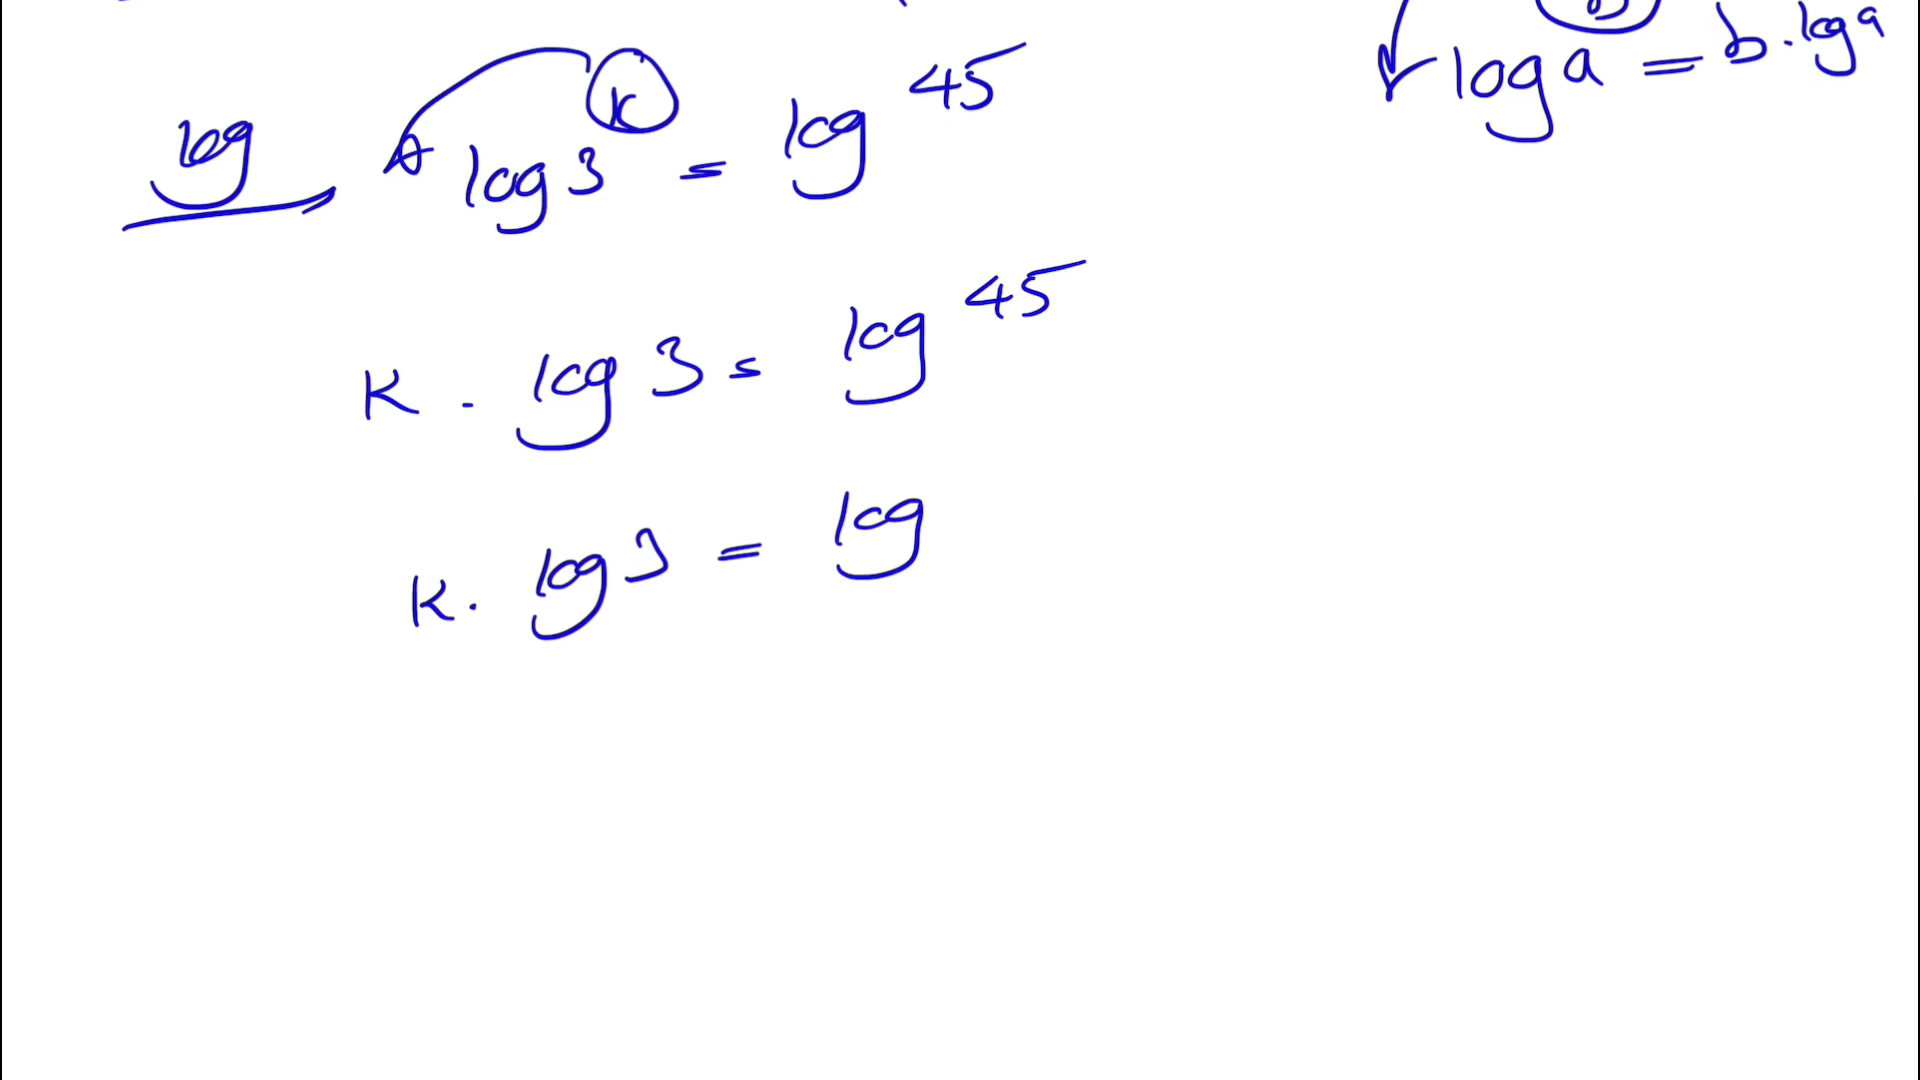 log a^b = b.log a
log log 3^K = log 45
K . log 3 = log 45
K. log 3 = log